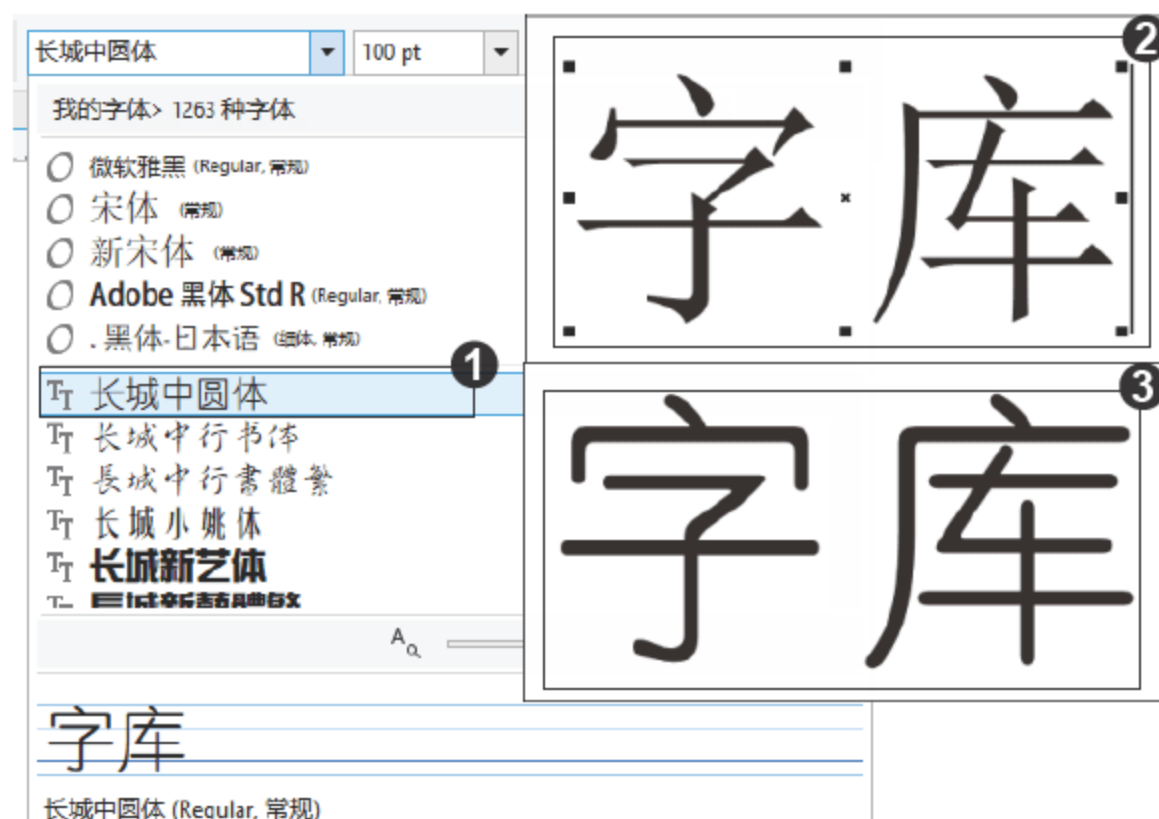 长城中圆体 100 pt
我的字体> 1263 种字体
微软雅黑 (Regular, 常规)
宋体 (常规)
新宋体 (常规)
Adobe 黑体 Std R (Regular, 常规)
. 黑体-日本语 (细体, 常规)
1
长城中圆体
长城中行书体
長城中行書體繁
长城小姚体
长城新艺体
字库
长城中圆体 (Regular, 常规)
2
字库
3
字库